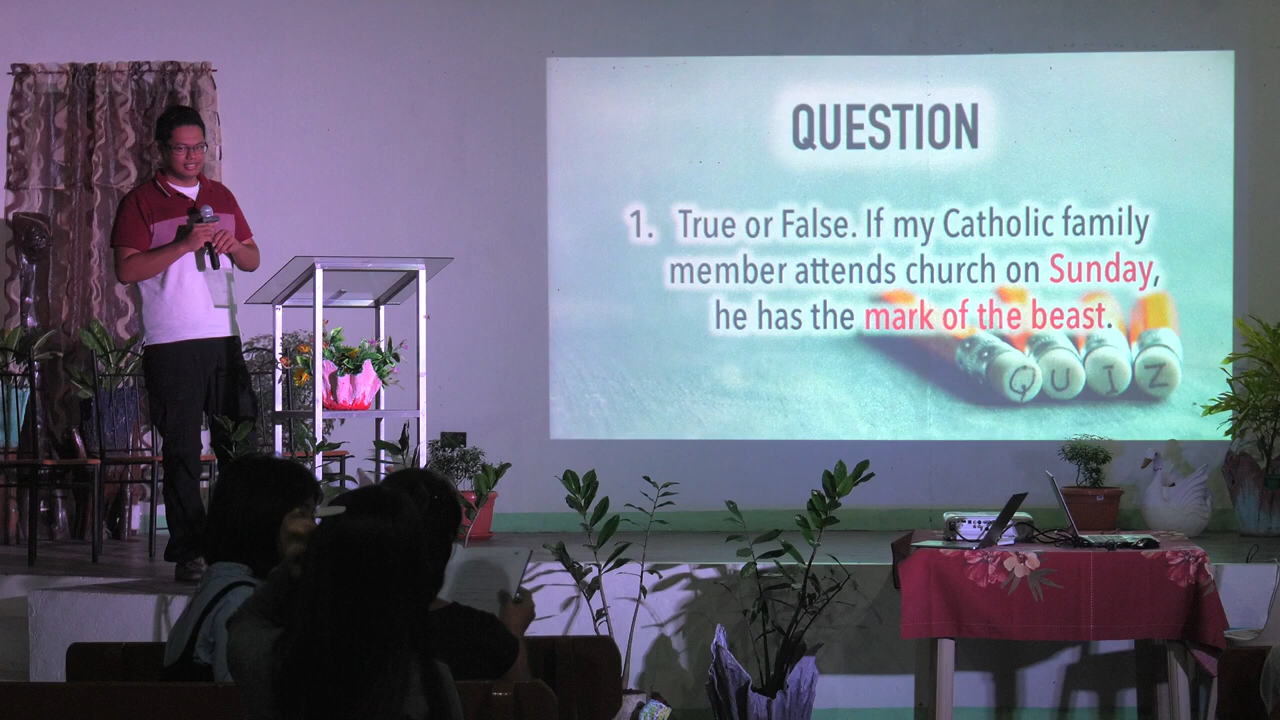 QUESTION
1. True or False. If my Catholic family
member attends church on Sunday,
he has the mark of the beast.
QUIZ